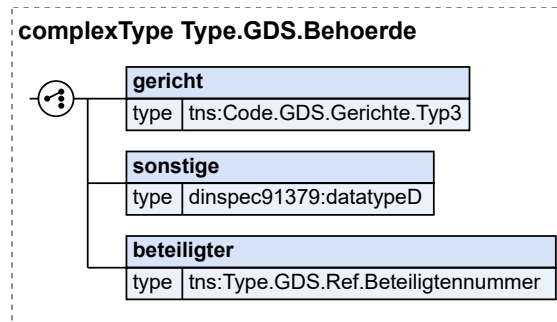 complexType Type.GDS.Behoerde
gericht
type tns:Code.GDS.Gerichte.Typ3
sonstige
type dinspec91379:datatypeD
beteiligter
type tns:Type.GDS.Ref.Beteiligtennummer